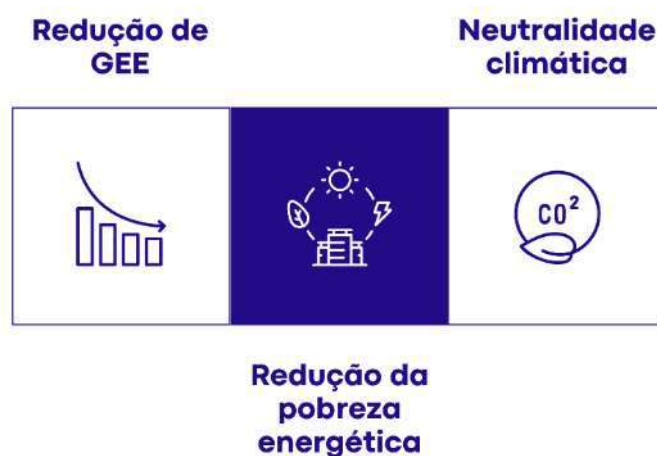 Redução de
GEE
Neutralidade
climática
CO²
Redução da
pobreza
energética